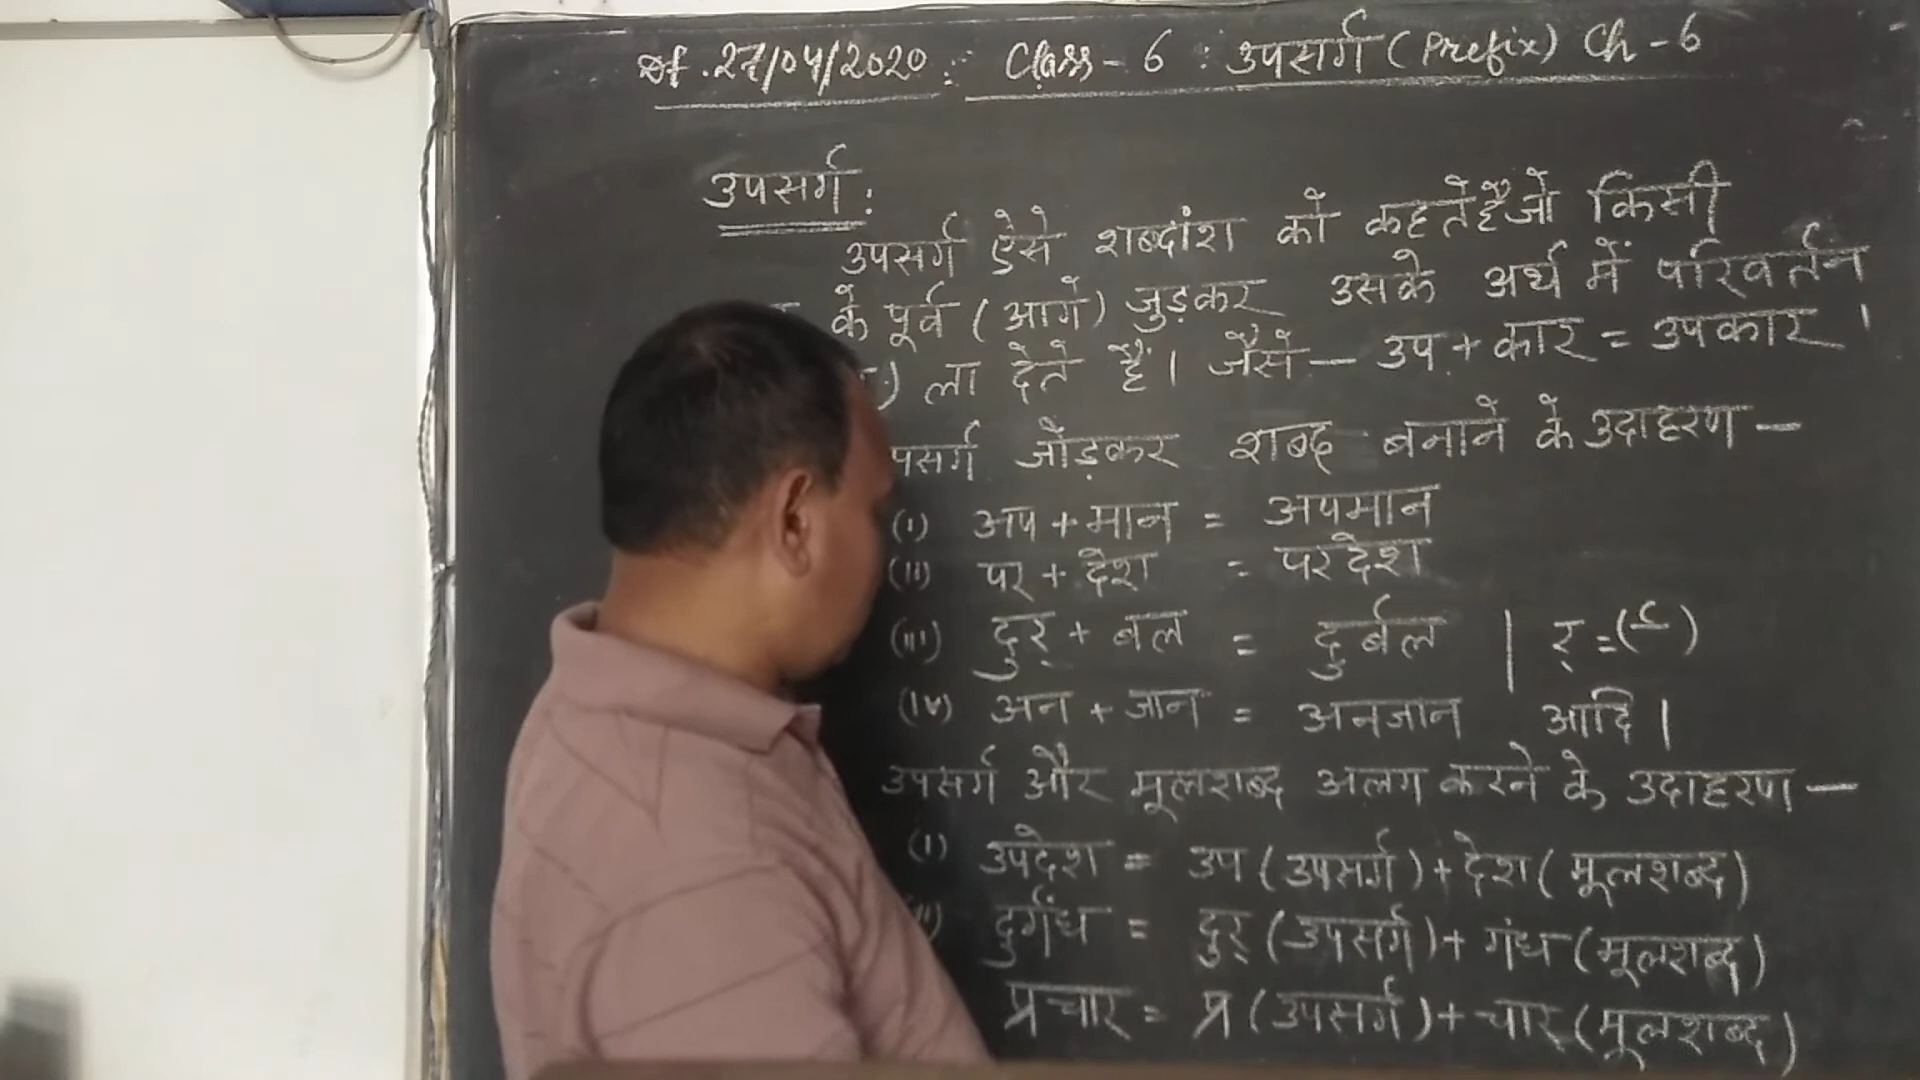 Dt. 27/04/2020 : Class - 6 : उपसर्ग (Prefix) Ch - 6
उपसर्ग :
उपसर्ग ऐसे शब्दांश को कहते हैं जो किसी
के पूर्व (आगे) जुड़कर उसके अर्थ में परिवर्तन
) ला देते हैं। जैसे — उप + कार = उपकार ।
पसर्ग जोड़कर शब्द बनाने के उदाहरण —
(i) अप + मान = अपमान
(ii) पर + देश = परदेश
(iii) दुर् + बल = दुर्बल | र् = (र्)
(iv) अन + जान = अनजान आदि |
उपसर्ग और मूलशब्द अलग करने के उदाहरण —
(i) उपदेश = उप (उपसर्ग) + देश (मूलशब्द)
(ii) दुर्गंध = दुर् (उपसर्ग) + गंध (मूलशब्द)
प्रचार = प्र (उपसर्ग) + चार (मूलशब्द)